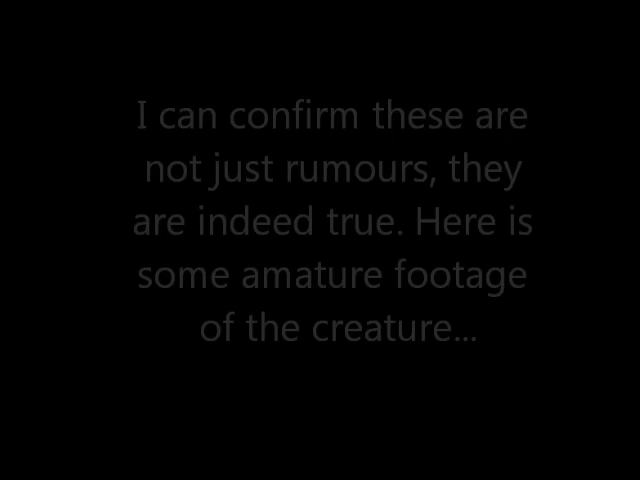 I can confirm these are
not just rumours, they
are indeed true. Here is
some amature footage
of the creature...